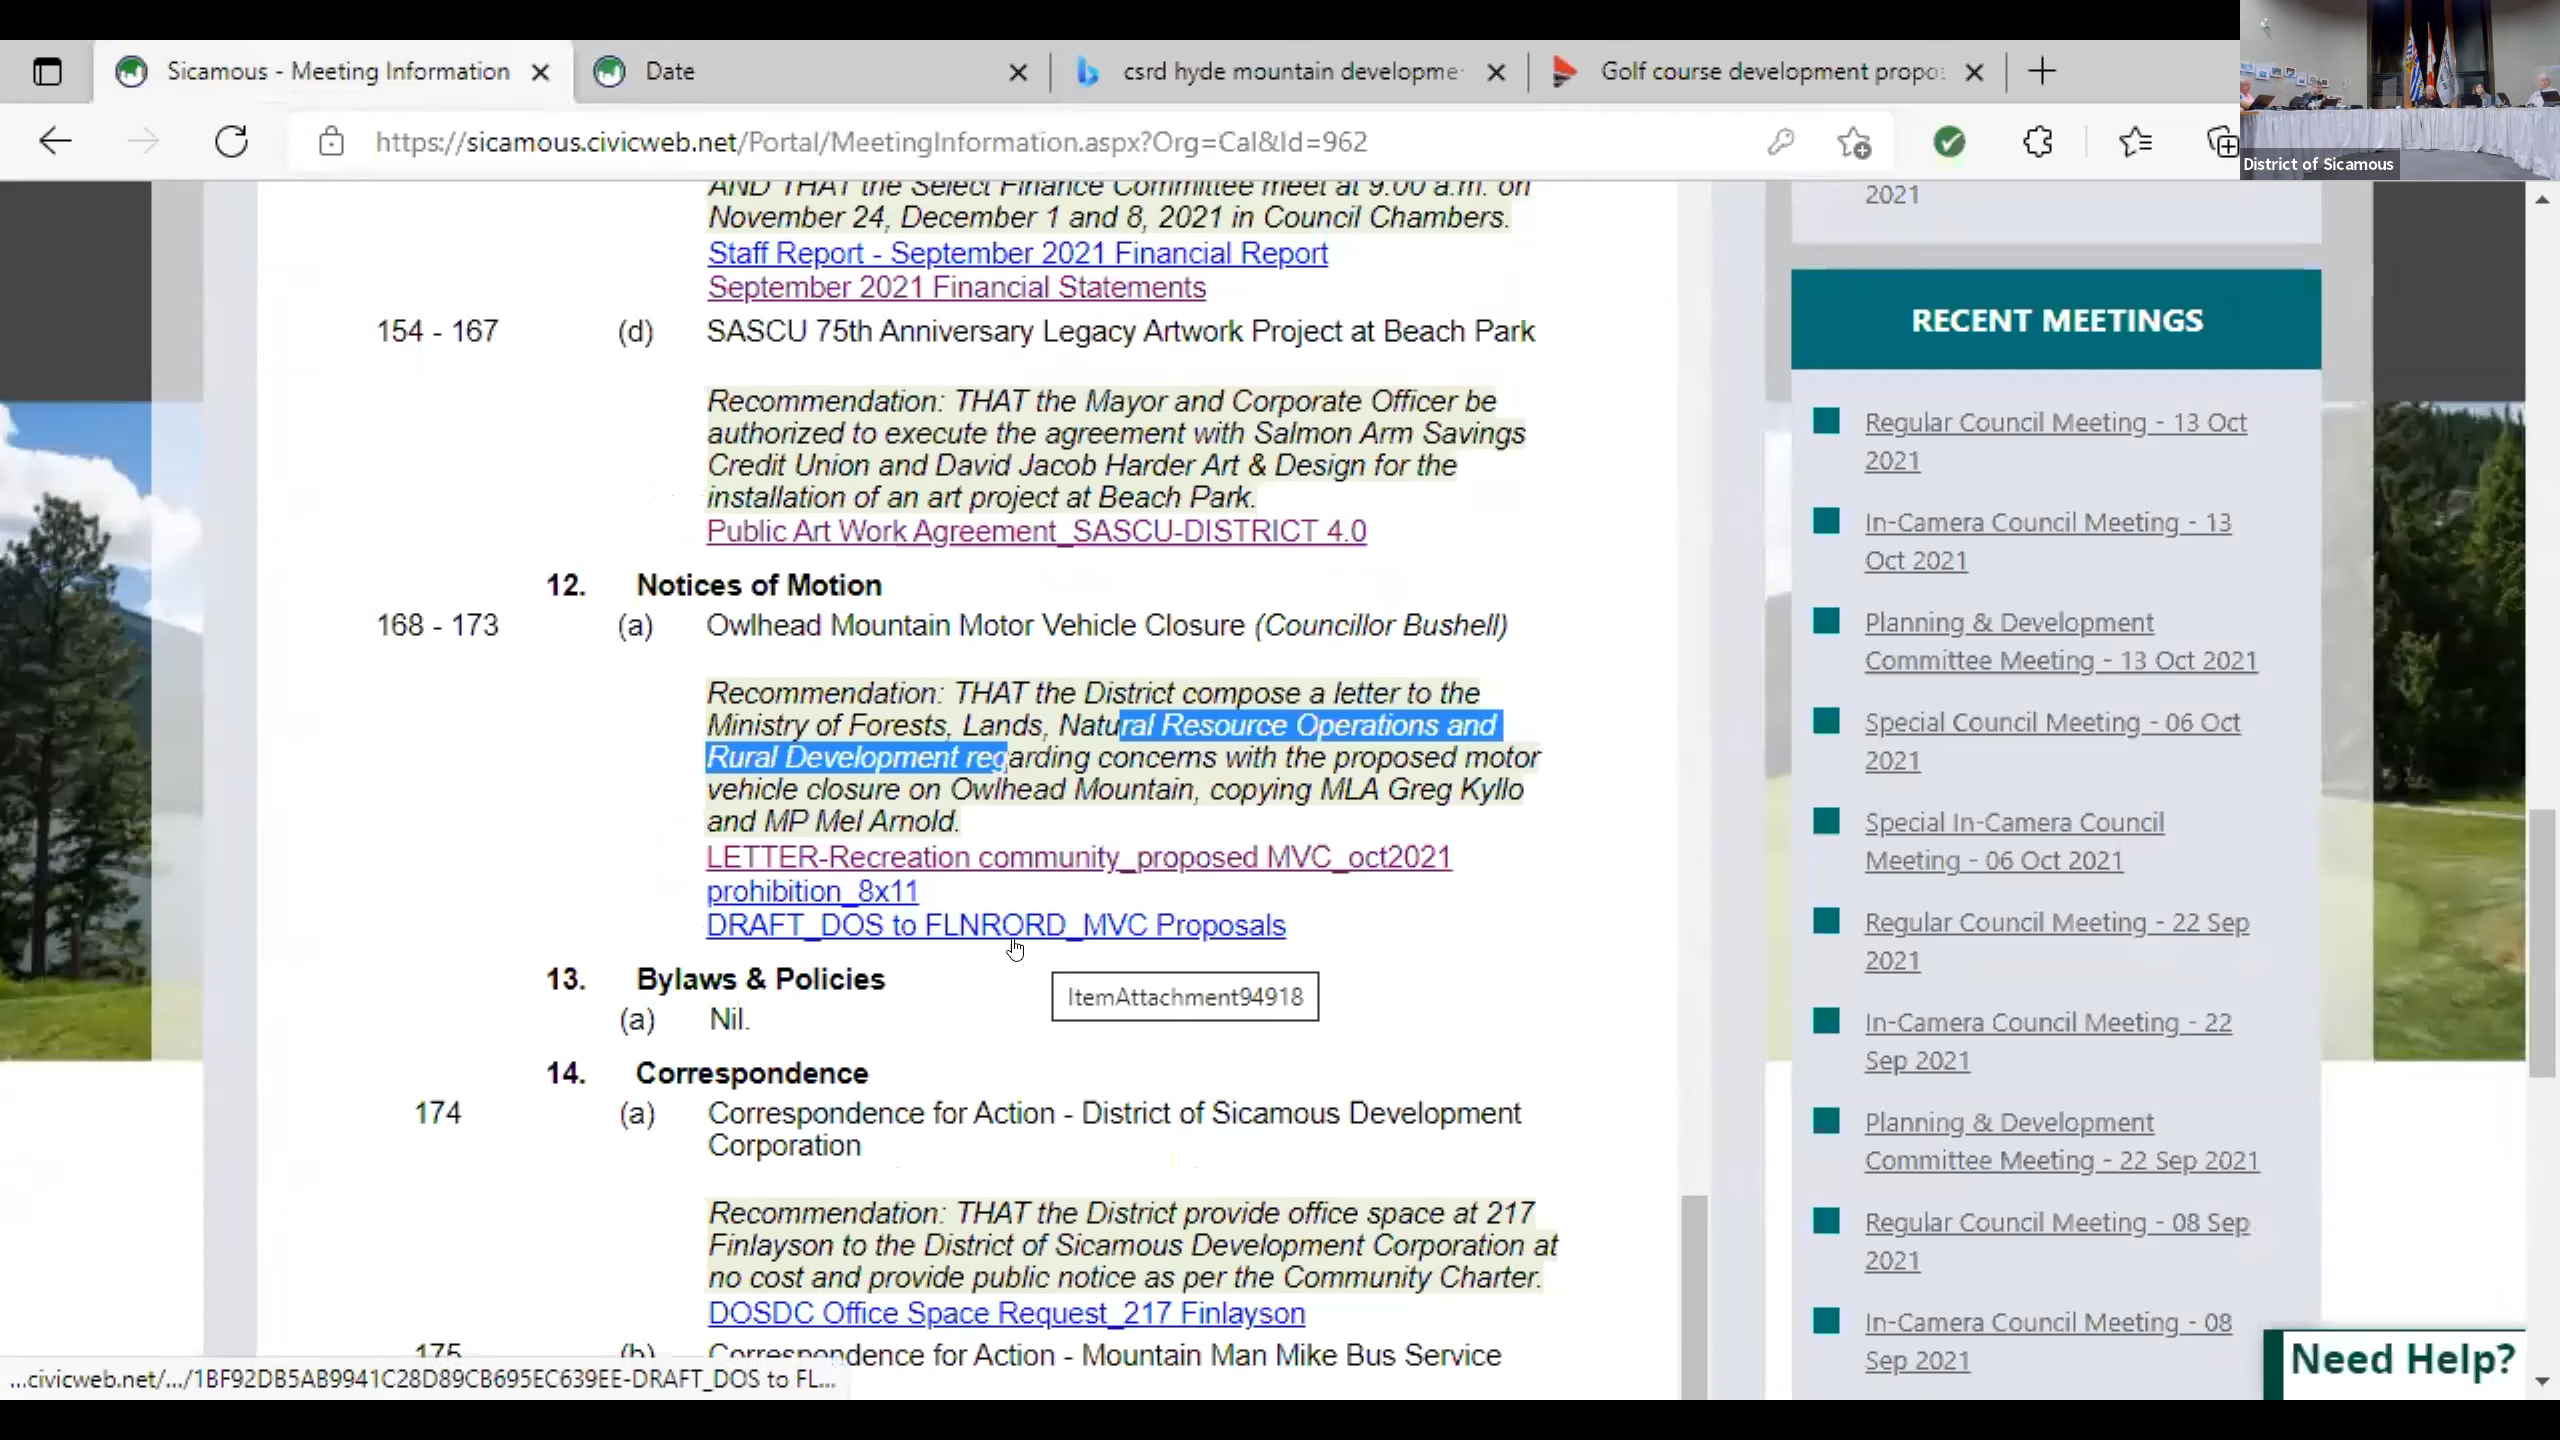 Sicamous - Meeting Information
Date
csrd hyde mountain developme
Golf course development propo
https://sicamous.civicweb.net/Portal/MeetingInformation.aspx?Org=Cal&Id=962
District of Sicamous
AND THAT the Select Finance Committee meet at 9:00 a.m. on
November 24, December 1 and 8, 2021 in Council Chambers.
Staff Report - September 2021 Financial Report
September 2021 Financial Statements
154 - 167 (d) SASCU 75th Anniversary Legacy Artwork Project at Beach Park
Recommendation: THAT the Mayor and Corporate Officer be
authorized to execute the agreement with Salmon Arm Savings
Credit Union and David Jacob Harder Art & Design for the
installation of an art project at Beach Park.
Public Art Work Agreement_SASCU-DISTRICT 4.0
12. Notices of Motion
168 - 173 (a) Owlhead Mountain Motor Vehicle Closure (Councillor Bushell)
Recommendation: THAT the District compose a letter to the
Ministry of Forests, Lands, Natural Resource Operations and
Rural Development regarding concerns with the proposed motor
vehicle closure on Owlhead Mountain, copying MLA Greg Kyllo
and MP Mel Arnold.
LETTER-Recreation community_proposed MVC_oct2021
prohibition_8x11
DRAFT_DOS to FLNRORD_MVC Proposals
ItemAttachment94918
13. Bylaws & Policies
(a) Nil.
14. Correspondence
174 (a) Correspondence for Action - District of Sicamous Development
Corporation
Recommendation: THAT the District provide office space at 217
Finlayson to the District of Sicamous Development Corporation at
no cost and provide public notice as per the Community Charter.
DOSDC Office Space Request_217 Finlayson
175 (b) Correspondence for Action - Mountain Man Mike Bus Service
...civicweb.net/.../1BF92DB5AB9941C28D89CB695EC639EE-DRAFT_DOS to FL...
2021
RECENT MEETINGS
Regular Council Meeting - 13 Oct
2021
In-Camera Council Meeting - 13
Oct 2021
Planning & Development
Committee Meeting - 13 Oct 2021
Special Council Meeting - 06 Oct
2021
Special In-Camera Council
Meeting - 06 Oct 2021
Regular Council Meeting - 22 Sep
2021
In-Camera Council Meeting - 22
Sep 2021
Planning & Development
Committee Meeting - 22 Sep 2021
Regular Council Meeting - 08 Sep
2021
In-Camera Council Meeting - 08
Sep 2021
Need Help?